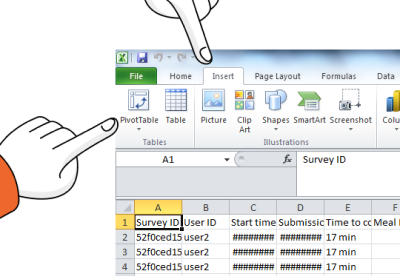 File Home Insert Page Layout Formulas Data
PivotTable Table Picture Clip Art Shapes SmartArt Screenshot
Tables Illustrations
A1 fx Survey ID
A B C D E F
1 Survey ID User ID Start time Submissic Time to cc Meal
2 52f0ced15 user2 ######## ######## 17 min
3 52f0ced15 user2 ######## ######## 17 min
4 52f0ced15 user2 ######## ######## 17 min